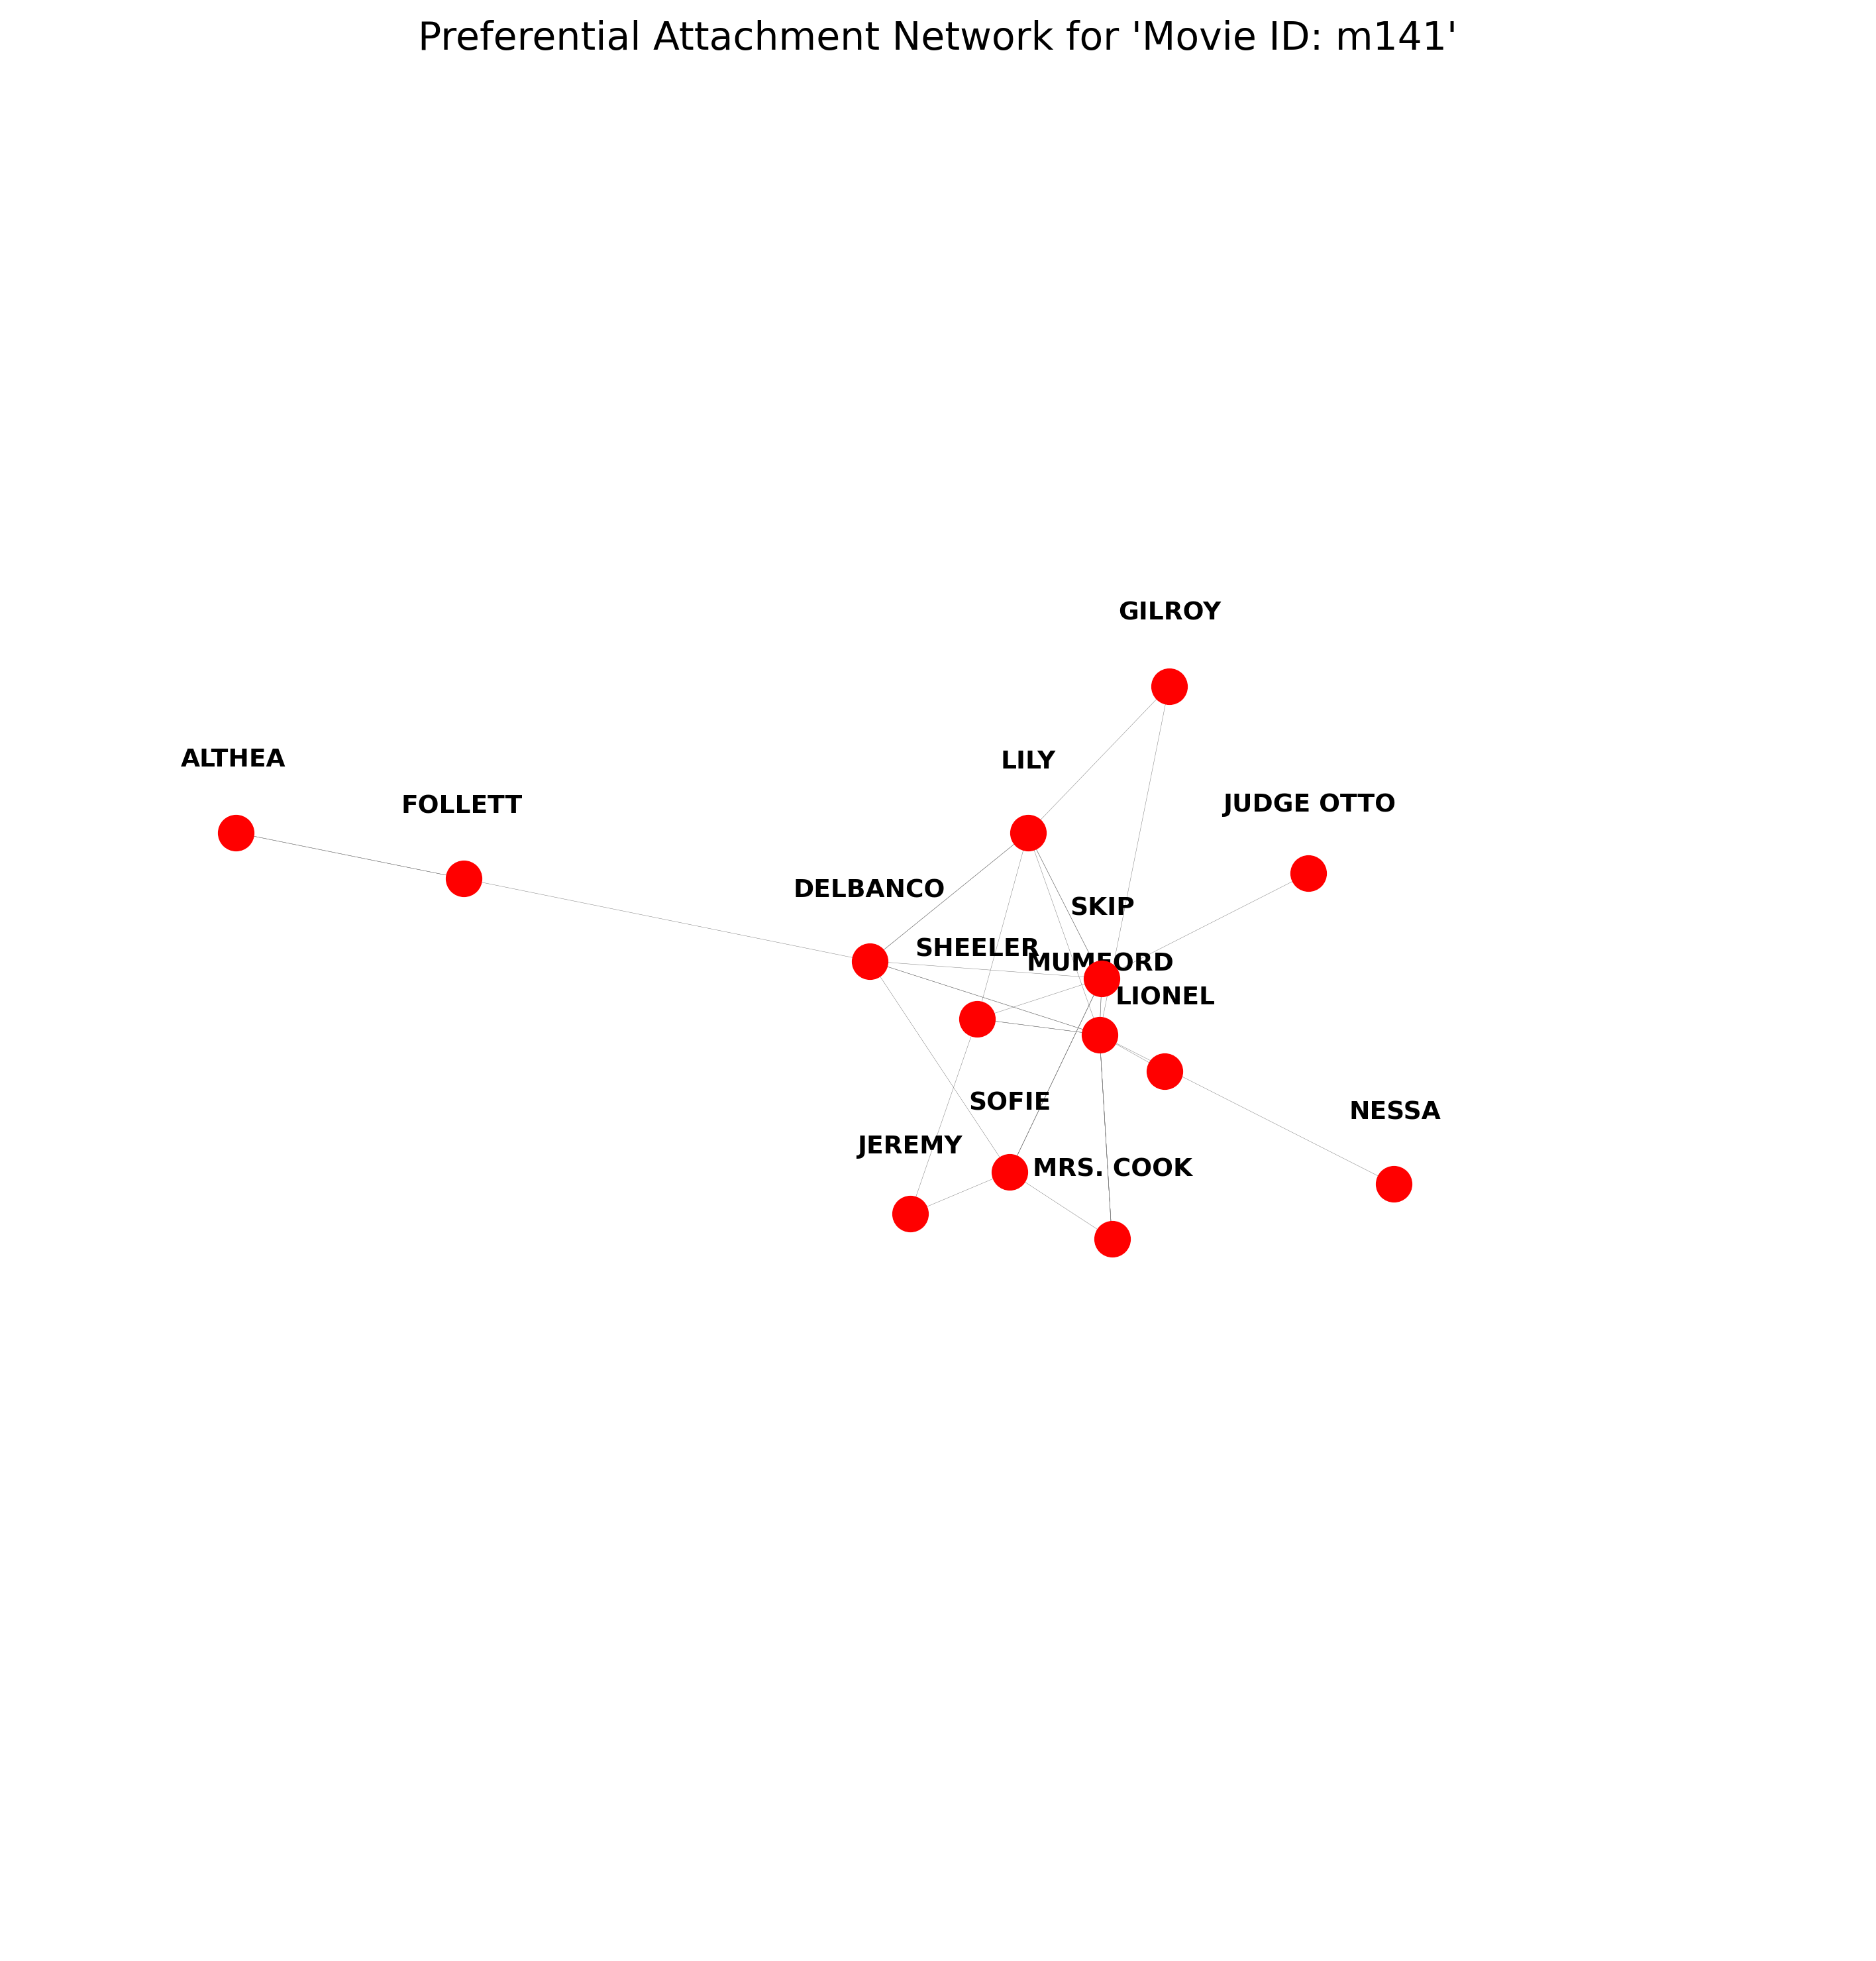 Preferential Attachment Network for 'Movie ID: m141'
GILROY
ALTHEA
LILY
FOLLETT
JUDGE OTTO
DELBANCO
SKIP
SHEELER
MUMFORD
LIONEL
SOFIE
NESSA
JEREMY
MRS. COOK